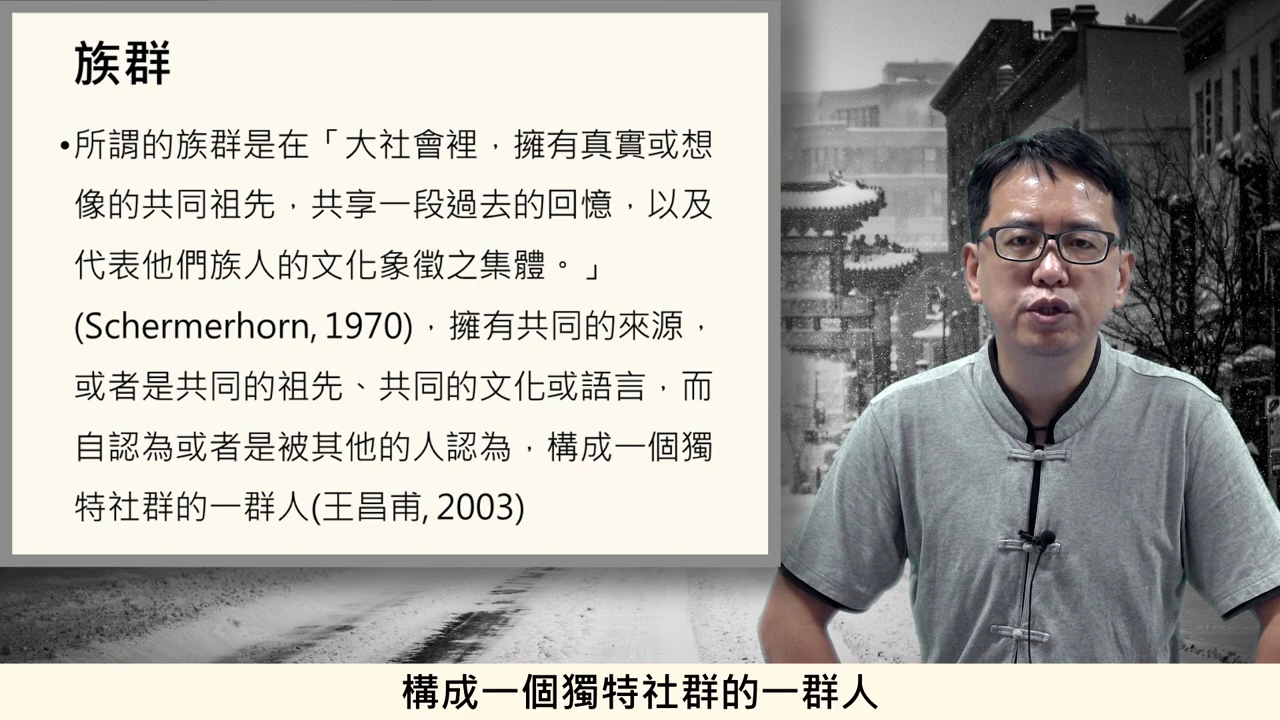 族群
•所謂的族群是在「大社會裡，擁有真實或想
像的共同祖先，共享一段過去的回憶，以及
代表他們族人的文化象徵之集體。」
(Schermerhorn, 1970)，擁有共同的來源，
或者是共同的祖先、共同的文化或語言，而
自認為或者是被其他的人認為，構成一個獨
特社群的一群人(王昌甫, 2003)
構成一個獨特社群的一群人